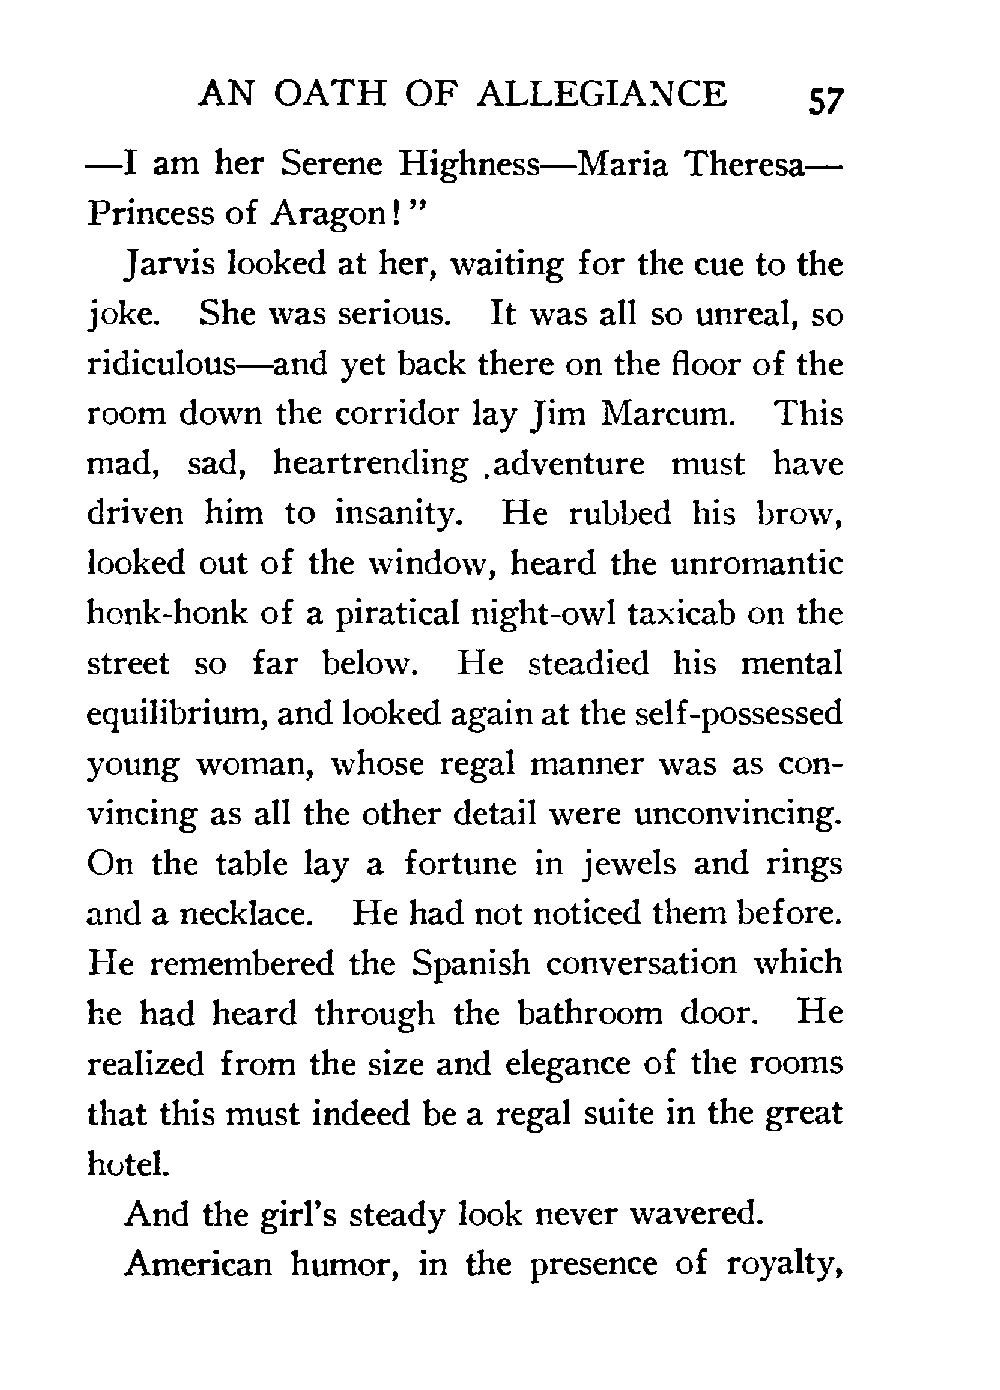 AN OATH OF ALLEGIANCE 57
—I am her Serene Highness—Maria Theresa—
Princess of Aragon!”
Jarvis looked at her, waiting for the cue to the
joke. She was serious. It was all so unreal, so
ridiculous—and yet back there on the floor of the
room down the corridor lay Jim Marcum. This
mad, sad, heartrending .adventure must have
driven him to insanity. He rubbed his brow,
looked out of the window, heard the unromantic
honk-honk of a piratical night-owl taxicab on the
street so far below. He steadied his mental
equilibrium, and looked again at the self-possessed
young woman, whose regal manner was as con-
vincing as all the other detail were unconvincing.
On the table lay a fortune in jewels and rings
and a necklace. He had not noticed them before.
He remembered the Spanish conversation which
he had heard through the bathroom door. He
realized from the size and elegance of the rooms
that this must indeed be a regal suite in the great
hotel.
And the girl’s steady look never wavered.
American humor, in the presence of royalty,